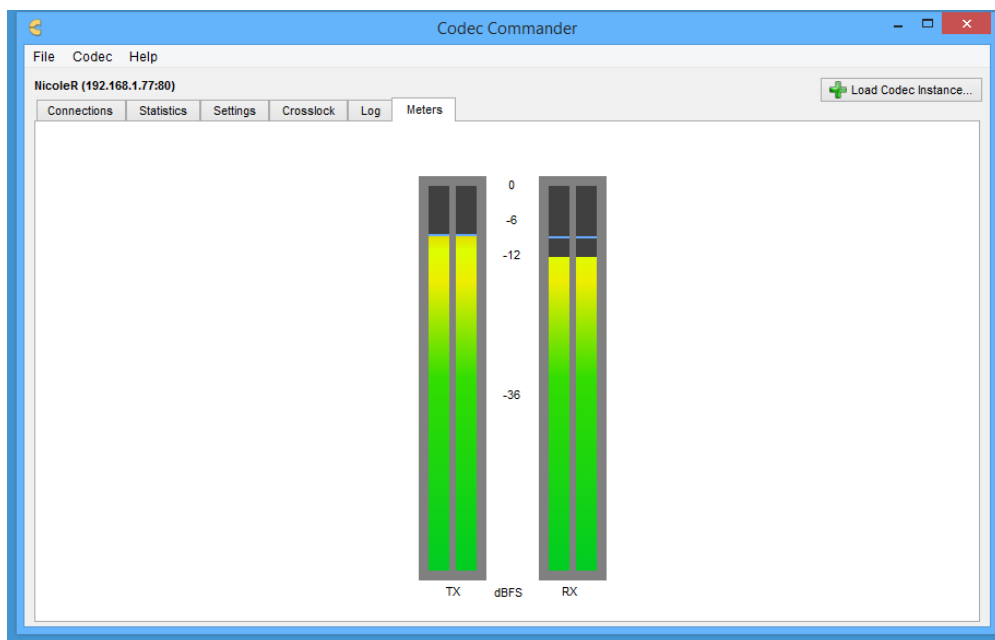 Codec Commander
File Codec Help
NicoleR (192.168.1.77:80)
Load Codec Instance...
Connections Statistics Settings Crosslock Log Meters
0
-6
-12
-36
TX dBFS RX